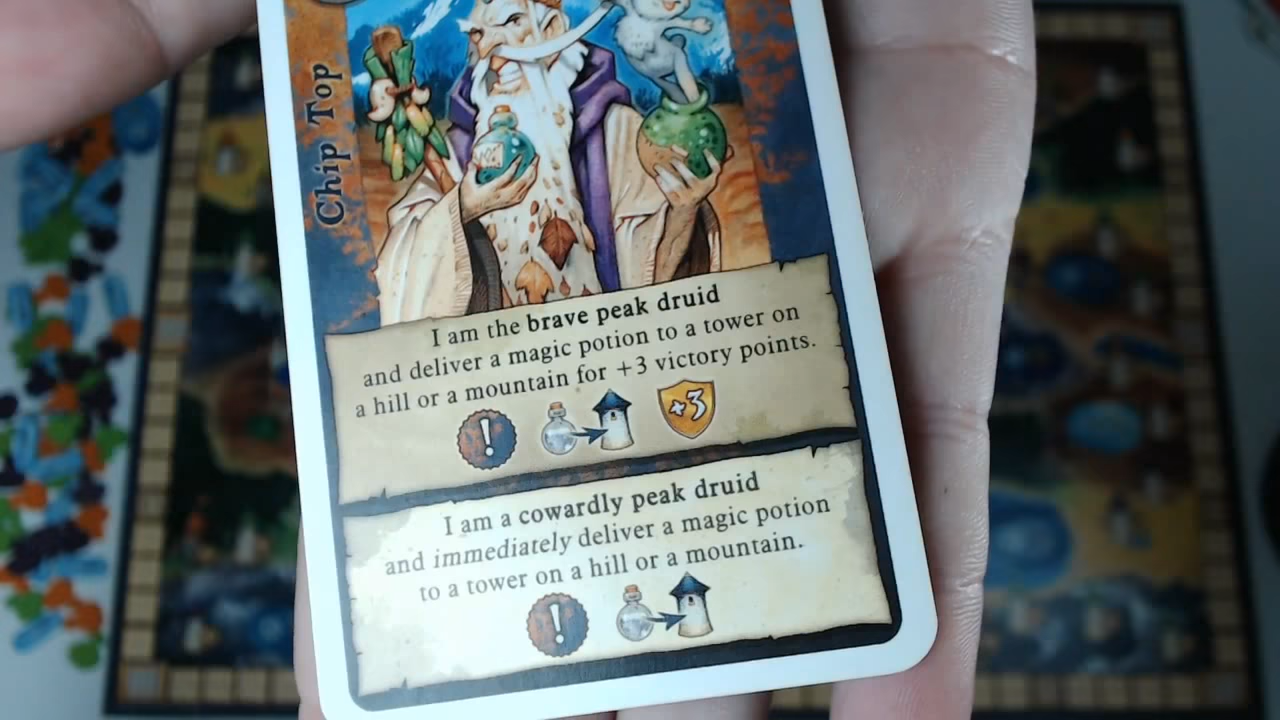 Chip Top
I am the brave peak druid
and deliver a magic potion to a tower on
a hill or a mountain for +3 victory points.
!
+3
I am a cowardly peak druid
and immediately deliver a magic potion
to a tower on a hill or a mountain.
!